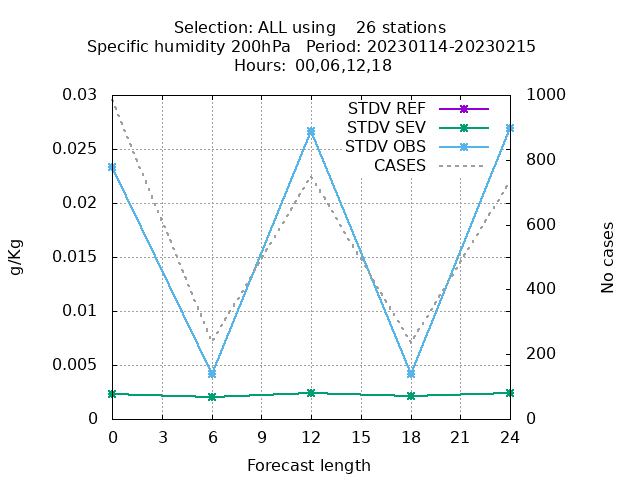 Selection: ALL using    26 stations
Specific humidity 200hPa   Period: 20230114-20230215
Hours:  00,06,12,18
0.03
0.025
0.02
0.015
0.01
0.005
0
g/Kg
STDV REF
STDV SEV
STDV OBS
CASES
1000
800
600
400
200
0
No cases
0 3 6 9 12 15 18 21 24
Forecast length